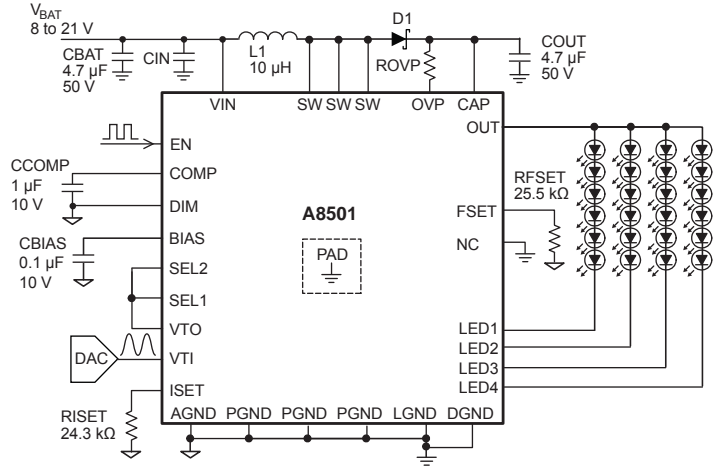 VBAT
8 to 21 V
CBAT
4.7 µF
50 V
CIN
L1
10 µH
D1
ROVP
COUT
4.7 µF
50 V
VIN
SW SW SW
OVP
CAP
OUT
EN
CCOMP
1 µF
10 V
COMP
DIM
CBIAS
0.1 µF
10 V
BIAS
SEL2
SEL1
VTO
DAC
VTI
ISET
RISET
24.3 kΩ
A8501
PAD
RFSET
25.5 kΩ
FSET
NC
LED1
LED2
LED3
LED4
AGND PGND PGND PGND LGND DGND